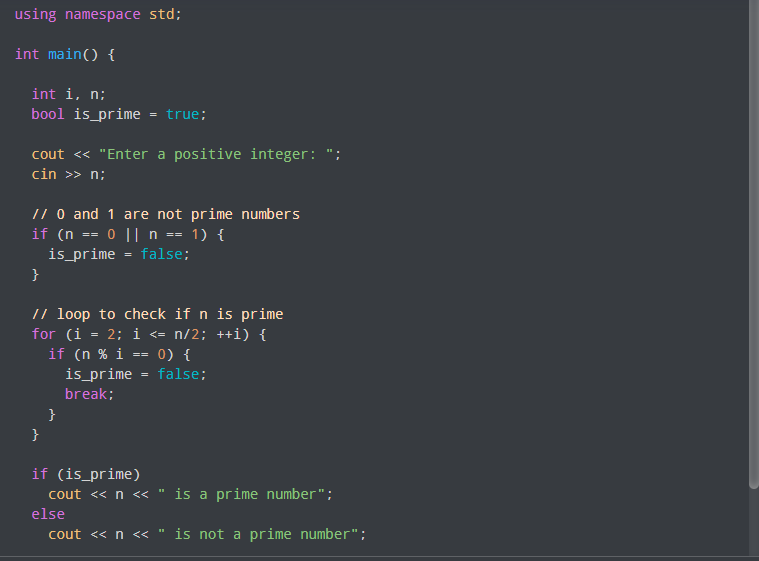 using namespace std;
int main() {
int i, n;
bool is_prime = true;
cout << "Enter a positive integer: ";
cin >> n;
// 0 and 1 are not prime numbers
if (n == 0 || n == 1) {
is_prime = false;
}
// loop to check if n is prime
for (i = 2; i <= n/2; ++i) {
if (n % i == 0) {
is_prime = false;
break;
}
}
if (is_prime)
cout << n << " is a prime number";
else
cout << n << " is not a prime number";